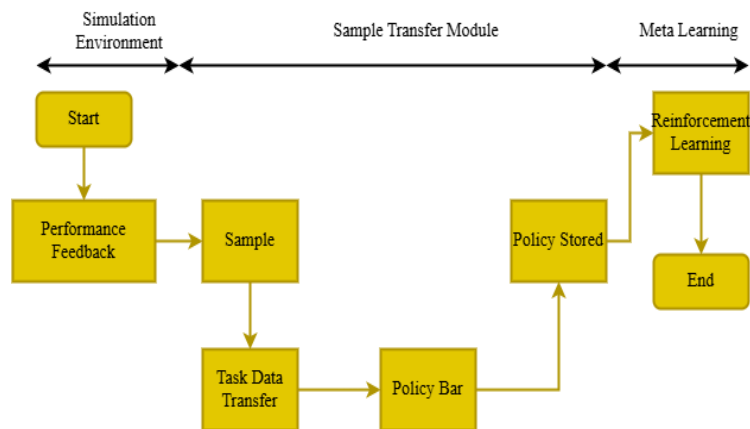 Simulation
Environment
Sample Transfer Module
Meta Learning
Start
Reinforcement
Learning
Performance
Feedback
Sample
Policy Stored
End
Task Data
Transfer
Policy Bar